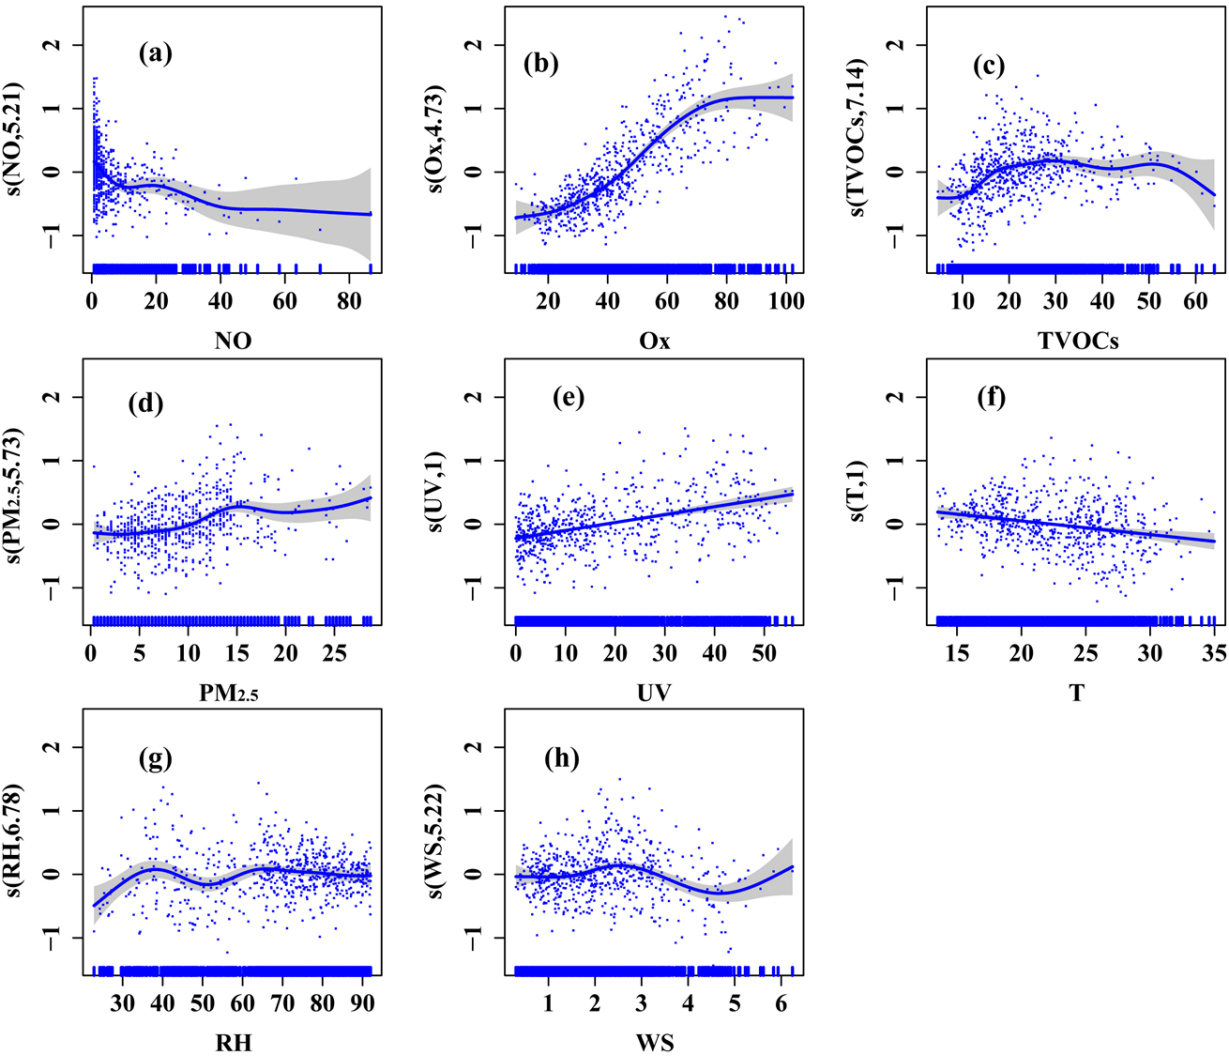 (a)
s(NO,5.21)
2
1
0
−1
0 20 40 60 80
NO
(b)
s(Ox,4.73)
2
1
0
−1
20 40 60 80 100
Ox
(c)
s(TVOCs,7.14)
2
1
0
−1
10 20 30 40 50 60
TVOCs
(d)
s(PM2.5,5.73)
2
1
0
−1
0 5 10 15 20 25
PM2.5
(e)
s(UV,1)
2
1
0
−1
0 10 20 30 40 50
UV
(f)
s(T,1)
2
1
0
−1
15 20 25 30 35
T
(g)
s(RH,6.78)
2
1
0
−1
30 40 50 60 70 80 90
RH
(h)
s(WS,5.22)
2
1
0
−1
1 2 3 4 5 6
WS